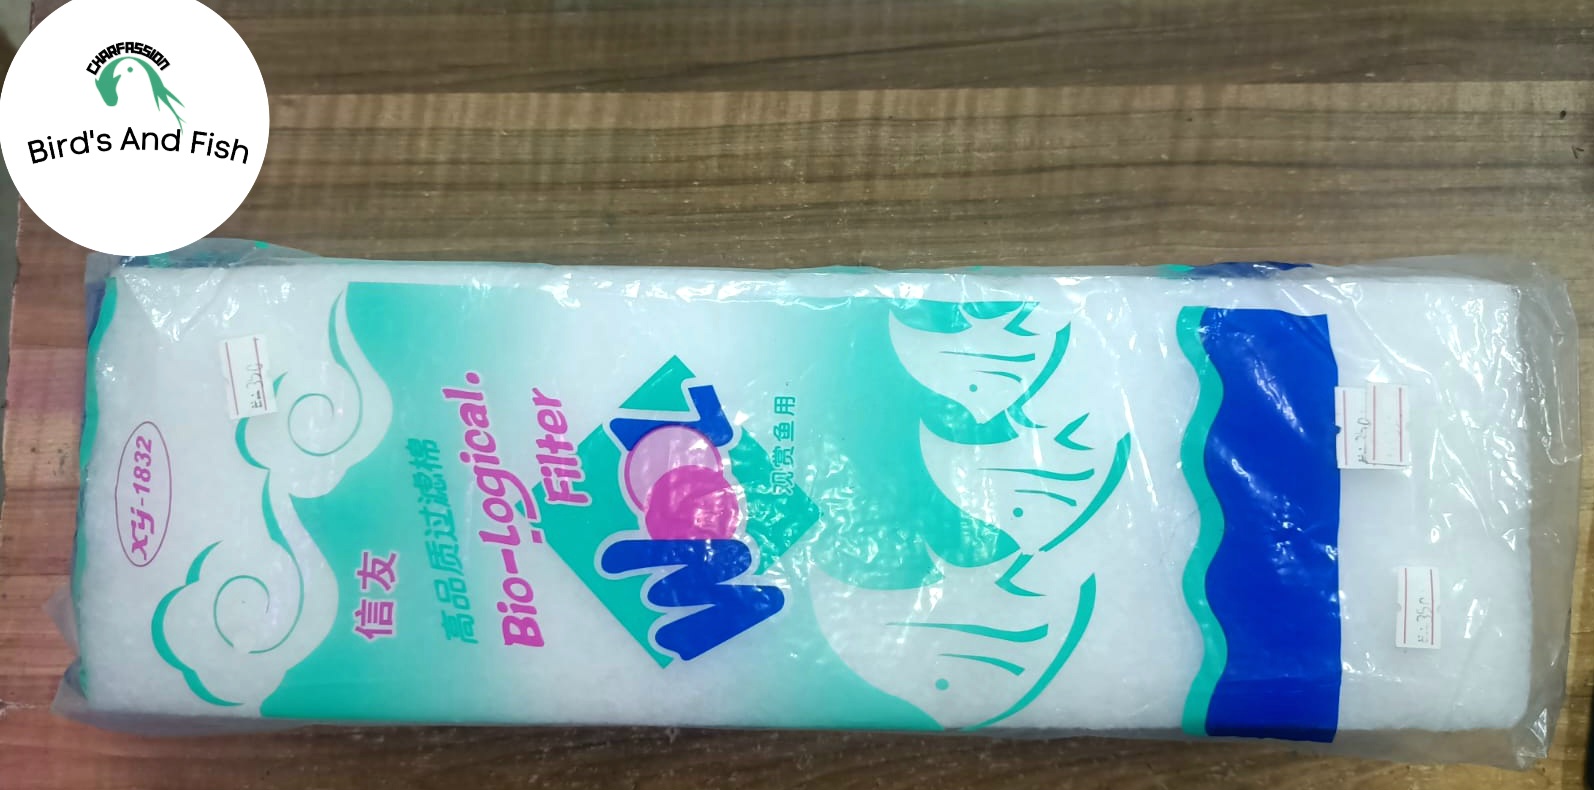 CHARFASSION
Bird's And Fish
XY-1832
信友
高品质过滤棉
Bio-Logical.
Filter
WOOL
观赏鱼用